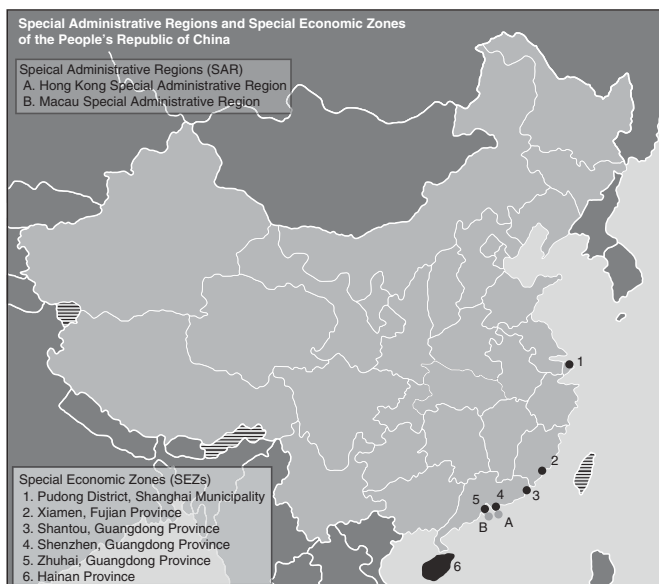 Special Administrative Regions and Special Economic Zones
of the People's Republic of China
Speical Administrative Regions (SAR)
A. Hong Kong Special Administrative Region
B. Macau Special Administrative Region
1
2
3
4
5
A
B
6
Special Economic Zones (SEZs)
1. Pudong District, Shanghai Municipality
2. Xiamen, Fujian Province
3. Shantou, Guangdong Province
4. Shenzhen, Guangdong Province
5. Zhuhai, Guangdong Province
6. Hainan Province